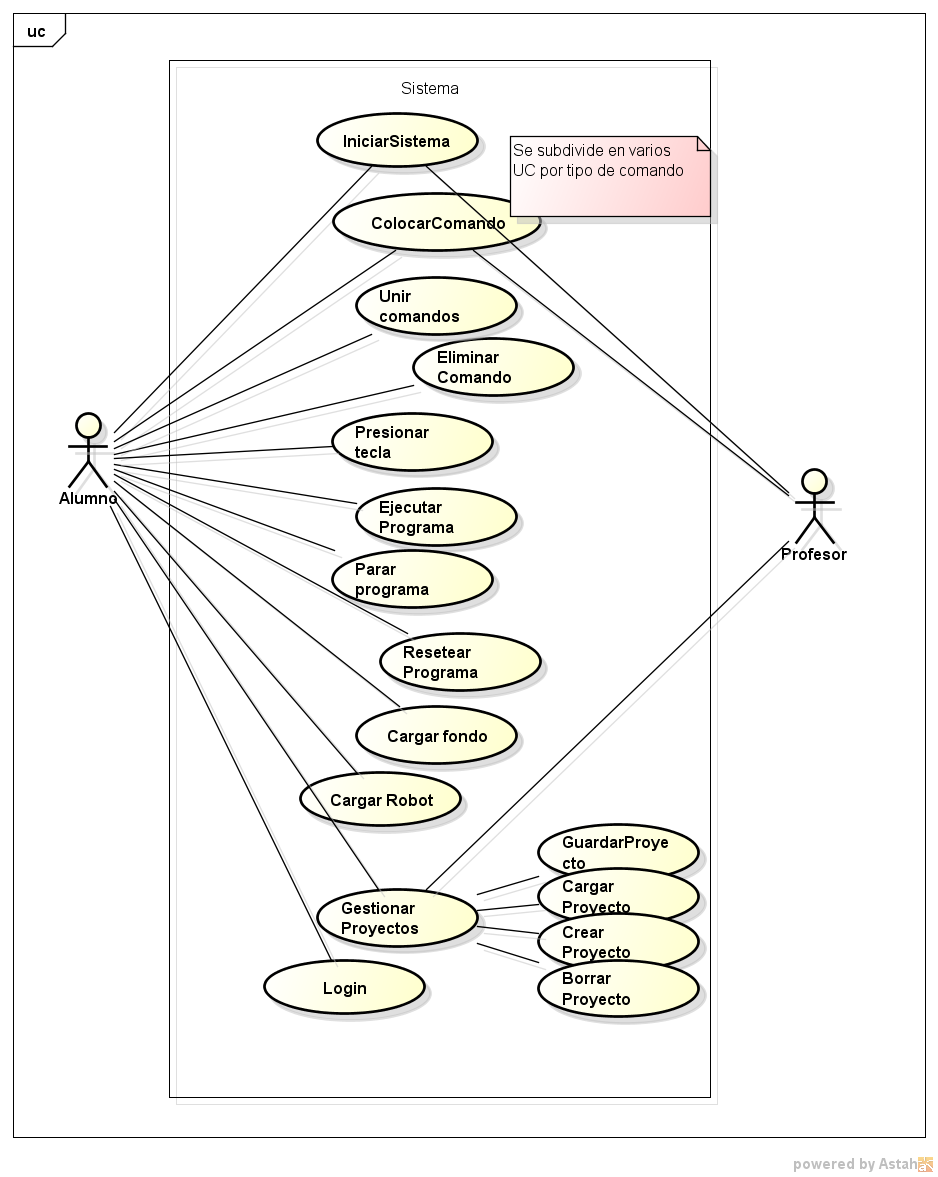 uc
Sistema
IniciarSistema
Se subdivide en varios
UC por tipo de comando
ColocarComando
Unir
comandos
Eliminar
Comando
Presionar
tecla
Alumno
Ejecutar
Programa
Profesor
Parar
programa
Resetear
Programa
Cargar fondo
Cargar Robot
GuardarProye
cto
Cargar
Proyecto
Gestionar
Proyectos
Crear
Proyecto
Borrar
Proyecto
Login
powered by Astah